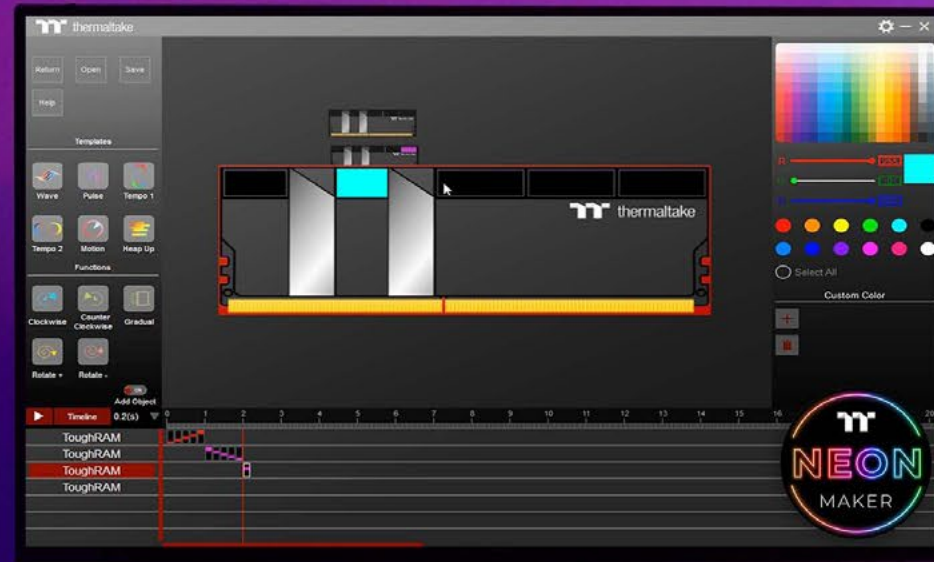 thermaltake
Return Open Save
Help
Templates
Wave Pulse Tempo 1
Tempo 2 Motion Heap Up
Functions
Clockwise Counter Clockwise Gradual
Rotate + Rotate -
Add Object
Timeline 0.2(s) 0 1 2 3 4 5 6 7 8 9 10 11 12 13 14 15 16 20
ToughRAM
ToughRAM
ToughRAM
ToughRAM
thermaltake
R
Select All
Custom Color
NEON
MAKER